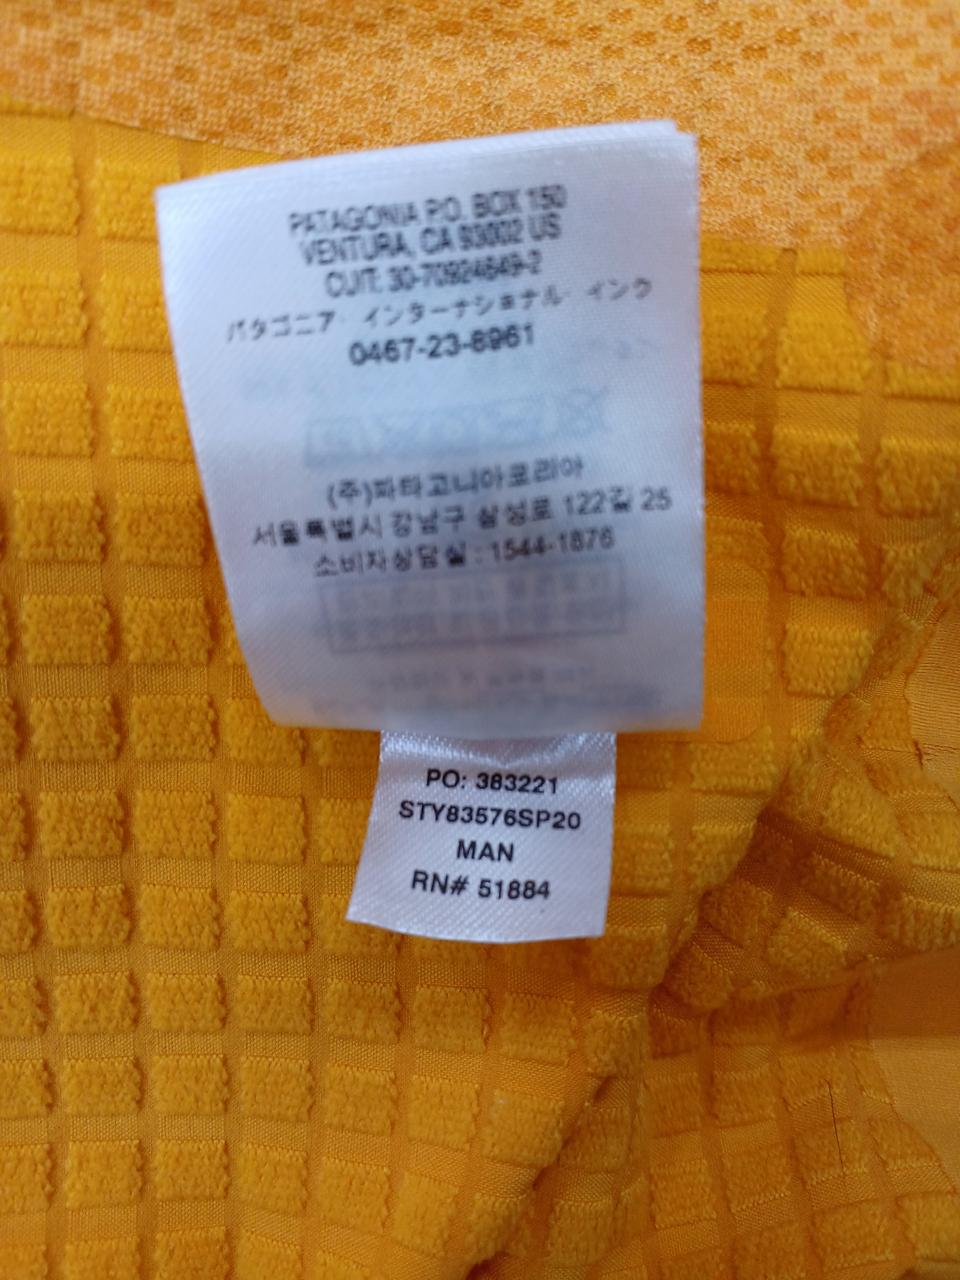 PATAGONIA P.O. BOX 150
VENTURA, CA 93002 US
CUIT: 30-70924649-2
パタゴニア・インターナショナル・インク
0467-23-8961
(주)파타고니아코리아
서울특별시 강남구 삼성로 122길 25
소비자상담실 : 1544-1876
PO: 383221
STY83576SP20
MAN
RN# 51884